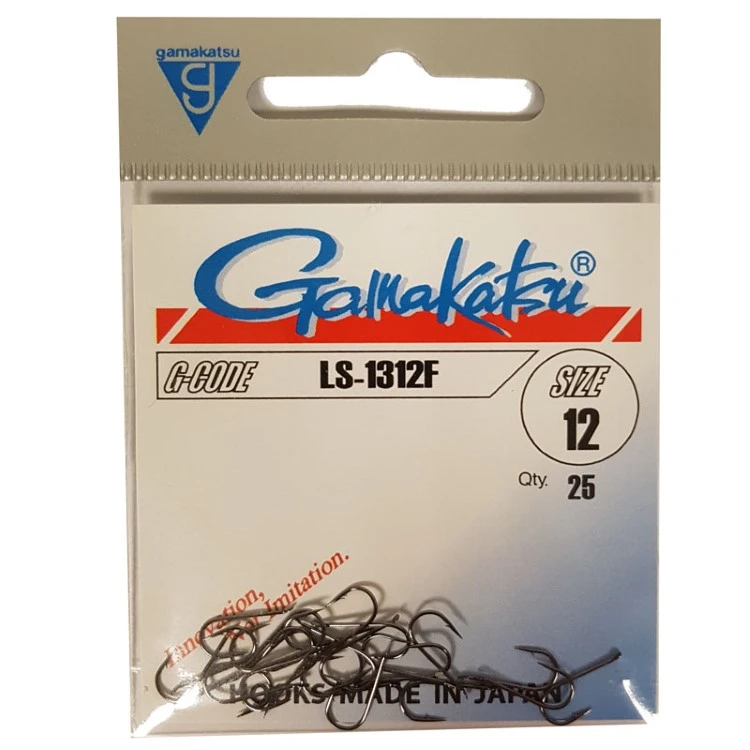 gamakatsu
g
Gamakatsu®
G-CODE LS-1312F
SIZE
12
Qty. 25
Innovation,
Not Imitation.
HOOKS MADE IN JAPAN